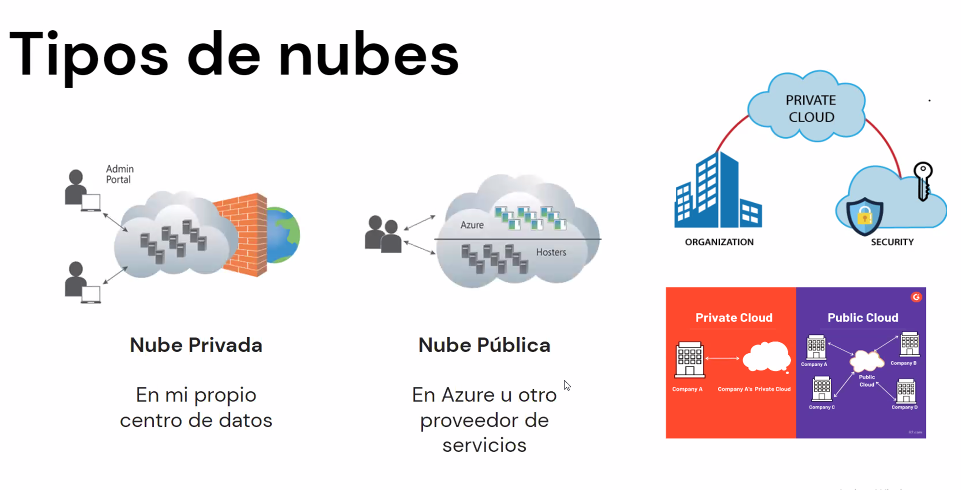 Tipos de nubes
Admin
Portal
Nube Privada
En mi propio
centro de datos
Azure
Hosters
Nube Pública
En Azure u otro
proveedor de
servicios
PRIVATE
CLOUD
ORGANIZATION
SECURITY
Private Cloud
Company A
Company A's Private Cloud
Public Cloud
Company A
Company B
Public
Cloud
Company C
Company D